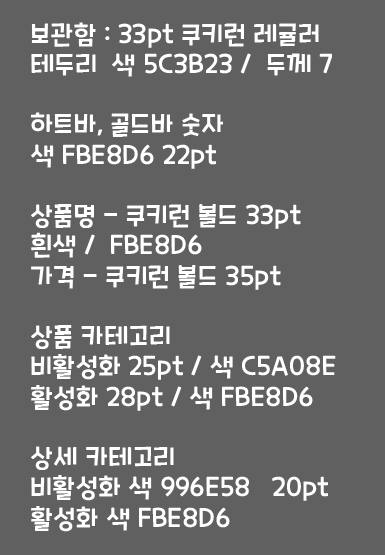 보관함 : 33pt 쿠키런 레귤러
테두리 색 5C3B23 / 두께 7
하트바, 골드바 숫자
색 FBE8D6 22pt
상품명 – 쿠키런 볼드 33pt
흰색 / FBE8D6
가격 – 쿠키런 볼드 35pt
상품 카테고리
비활성화 25pt / 색 C5A08E
활성화 28pt / 색 FBE8D6
상세 카테고리
비활성화 색 996E58 20pt
활성화 색 FBE8D6